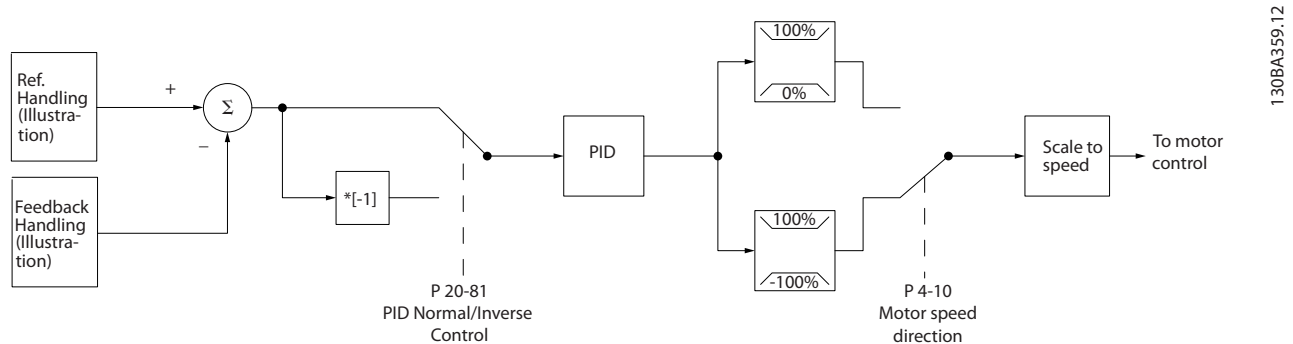 Ref.
Handling
(Illustra-
tion)
+
Σ
_
Feedback
Handling
(Illustra-
tion)
*[-1]
P 20-81
PID Normal/Inverse
Control
PID
100%
0%
100%
-100%
P 4-10
Motor speed
direction
Scale to
speed
To motor
control
130BA359.12